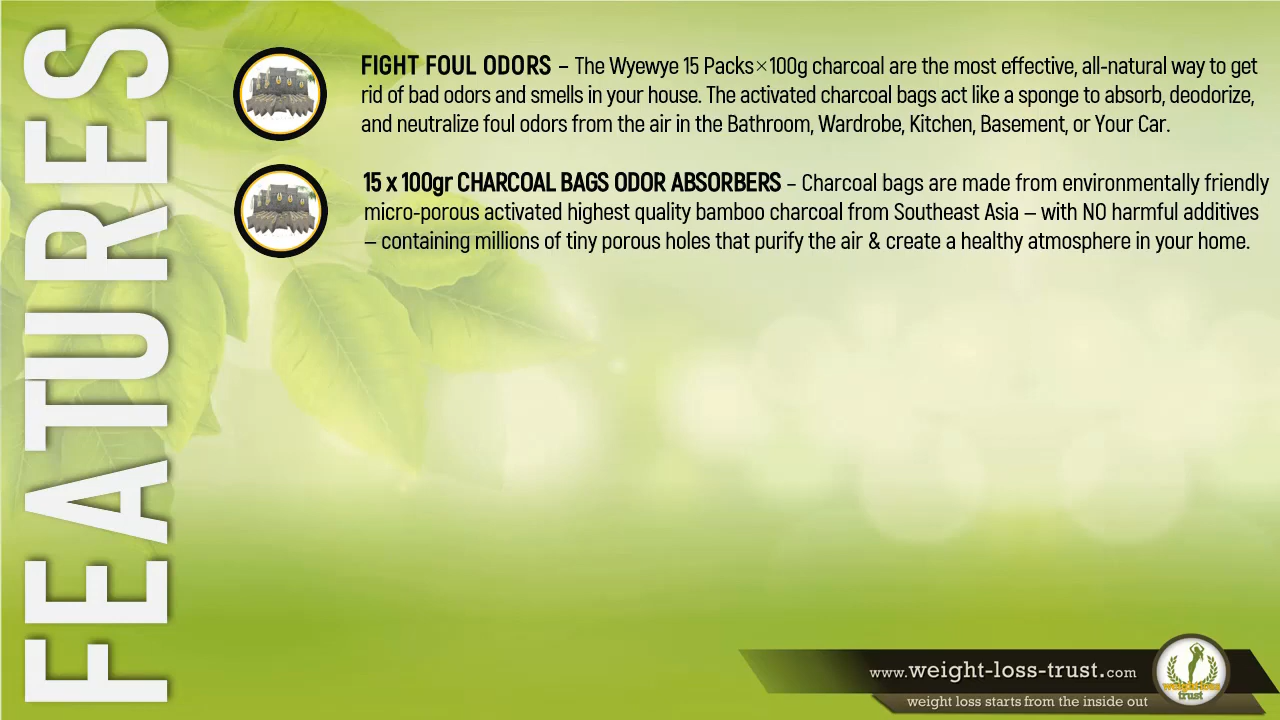 FEATURES
FIGHT FOUL ODORS – The Wyewye 15 Packs×100g charcoal are the most effective, all-natural way to get
rid of bad odors and smells in your house. The activated charcoal bags act like a sponge to absorb, deodorize,
and neutralize foul odors from the air in the Bathroom, Wardrobe, Kitchen, Basement, or Your Car.
15 x 100gr CHARCOAL BAGS ODOR ABSORBERS – Charcoal bags are made from environmentally friendly
micro-porous activated highest quality bamboo charcoal from Southeast Asia – with NO harmful additives
– containing millions of tiny porous holes that purify the air & create a healthy atmosphere in your home.
www.weight-loss-trust.com
weight loss starts from the inside out
weight loss
trust